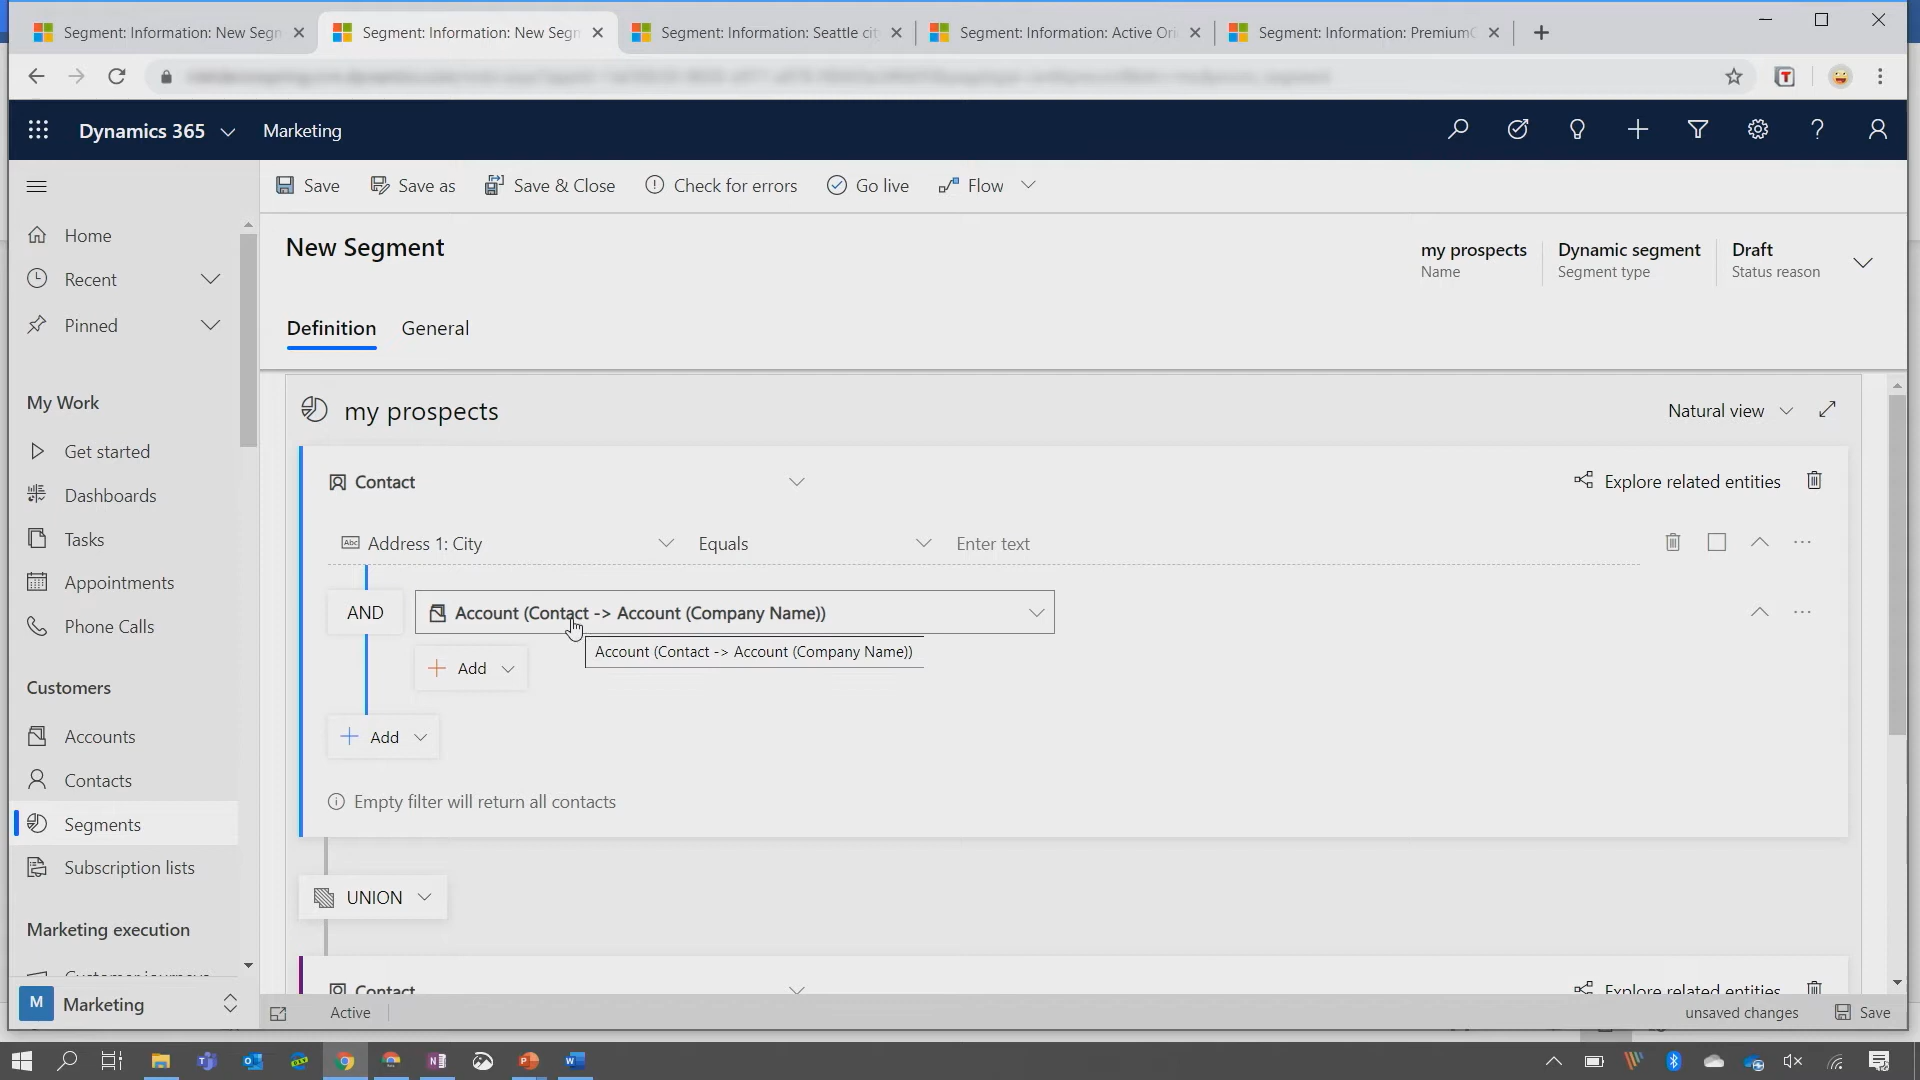 Segment: Information: New Segn
Segment: Information: New Segn
Segment: Information: Seattle cit
Segment: Information: Active Ori
Segment: Information: PremiumC
Dynamics 365
Marketing
Save
Save as
Save & Close
Check for errors
Go live
Flow
Home
Recent
Pinned
My Work
Get started
Dashboards
Tasks
Appointments
Phone Calls
Customers
Accounts
Contacts
Segments
Subscription lists
Marketing execution
Customer journeys
M
Marketing
New Segment
my prospects
Name
Dynamic segment
Segment type
Draft
Status reason
Definition
General
my prospects
Natural view
Contact
Explore related entities
Abc
Address 1: City
Equals
Enter text
AND
Account (Contact -> Account (Company Name))
Account (Contact -> Account (Company Name))
Add
Add
Empty filter will return all contacts
UNION
Contact
Explore related entities
Active
unsaved changes
Save